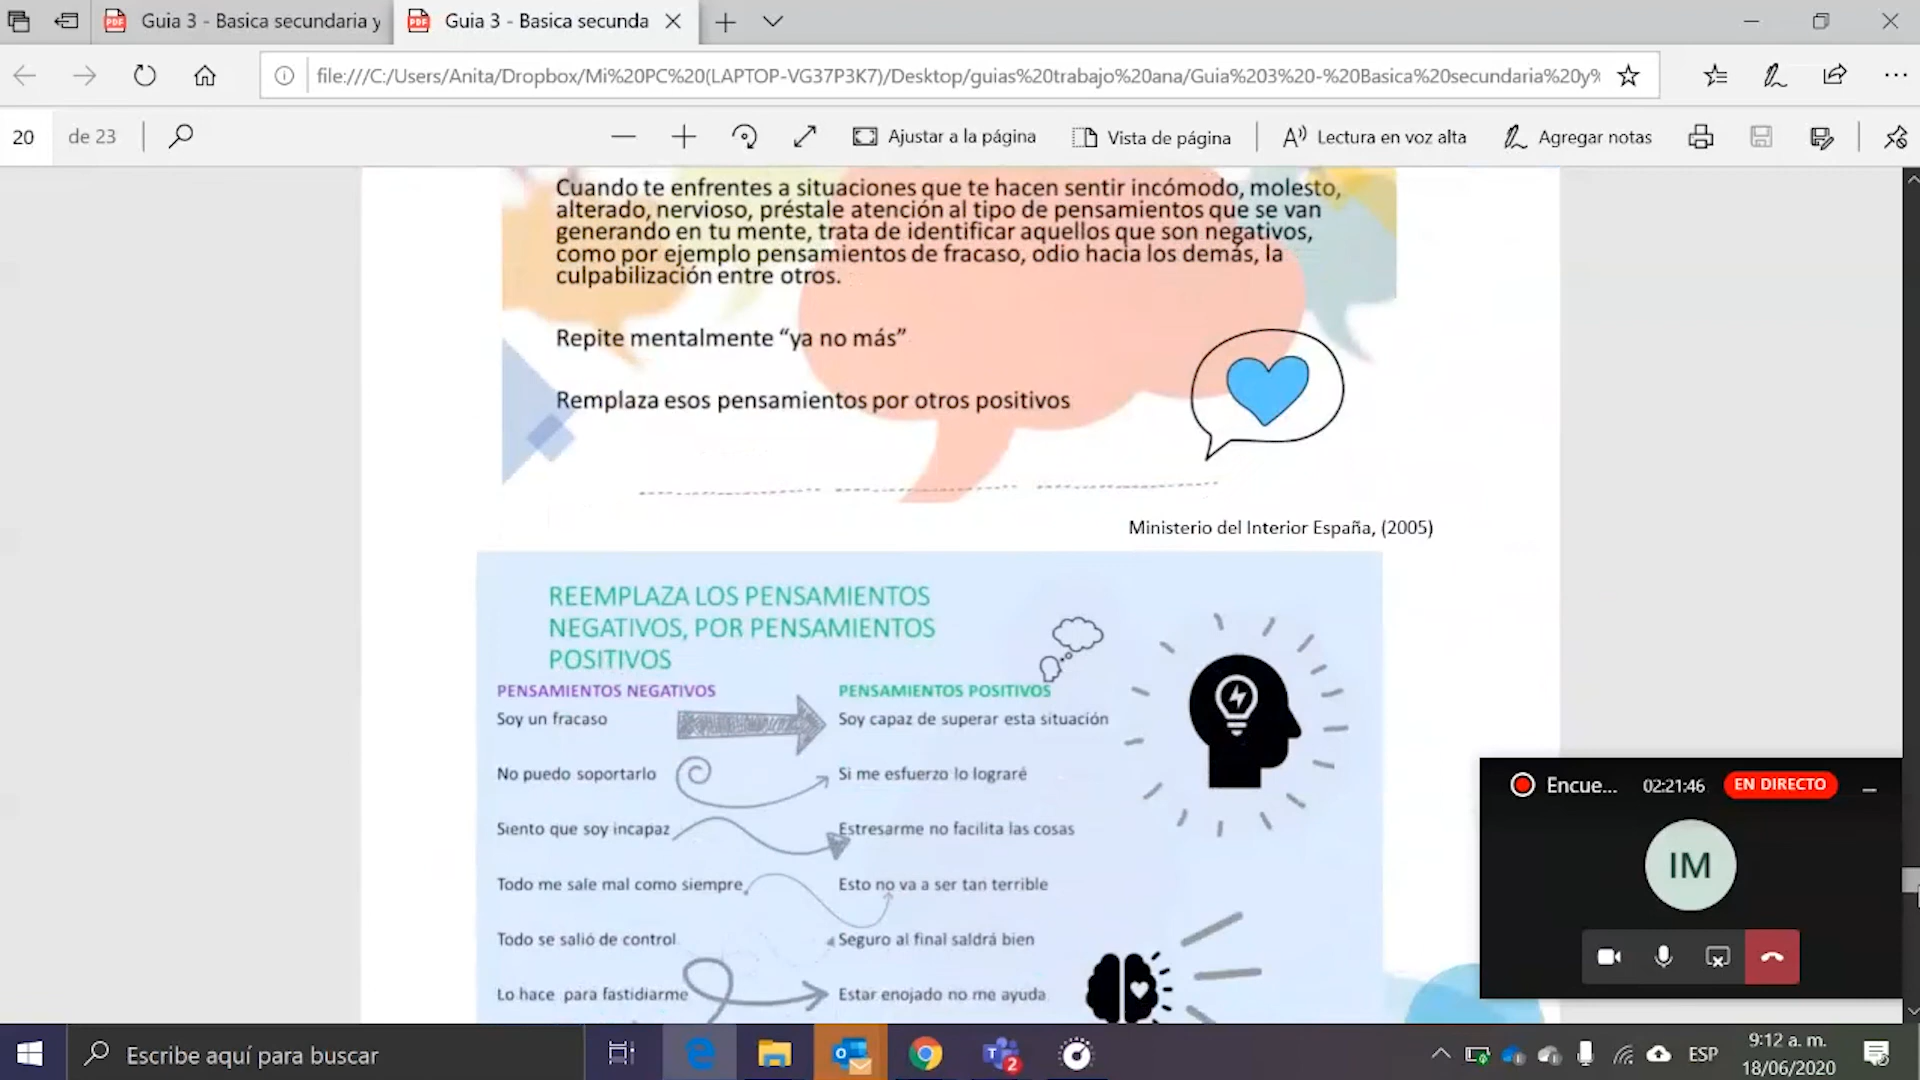 Guia 3 - Basica secundaria y
Guia 3 - Basica secunda
file:///C:/Users/Anita/Dropbox/Mi%20PC%20(LAPTOP-VG37P3K7)/Desktop/guias%20trabajo%20ana/Guia%203%20-%20Basica%20secundaria%20y%
20 de 23
Ajustar a la página
Vista de página
Lectura en voz alta
Agregar notas
Cuando te enfrentes a situaciones que te hacen sentir incómodo, molesto,
alterado, nervioso, préstale atención al tipo de pensamientos que se van
generando en tu mente, trata de identificar aquellos que son negativos,
como por ejemplo pensamientos de fracaso, odio hacia los demás, la
culpabilización entre otros.
Repite mentalmente “ya no más”
Remplaza esos pensamientos por otros positivos
Ministerio del Interior España, (2005)
REEMPLAZA LOS PENSAMIENTOS
NEGATIVOS, POR PENSAMIENTOS
POSITIVOS
PENSAMIENTOS NEGATIVOS PENSAMIENTOS POSITIVOS
Soy un fracaso Soy capaz de superar esta situación
No puedo soportarlo Si me esfuerzo lo lograré
Siento que soy incapaz Estresarme no facilita las cosas
Todo me sale mal como siempre Esto no va a ser tan terrible
Todo se salió de control Seguro al final saldrá bien
Lo hace para fastidiarme Estar enojado no me ayuda
Encue... 02:21:46 EN DIRECTO
IM
Escribe aquí para buscar
2
ESP
9:12 a. m.
18/06/2020